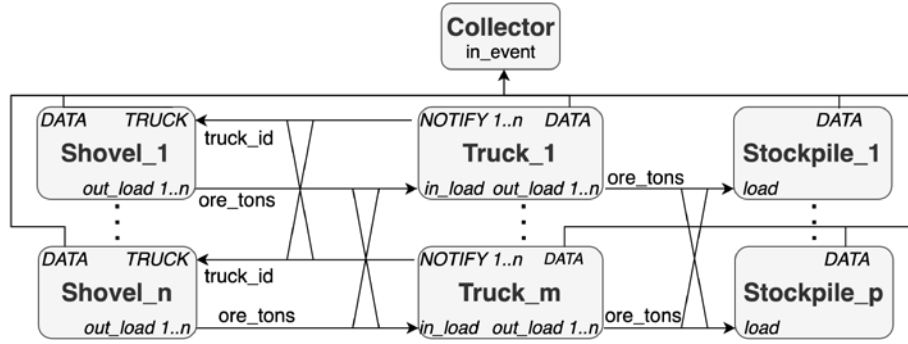 Collector
in_event
DATA TRUCK NOTIFY 1..n DATA DATA
truck_id
Shovel_1 Truck_1 Stockpile_1
out_load 1..n ore_tons in_load out_load 1..n ore_tons load
DATA TRUCK NOTIFY 1..n DATA DATA
truck_id
Shovel_n Truck_m Stockpile_p
out_load 1..n ore_tons in_load out_load 1..n ore_tons load